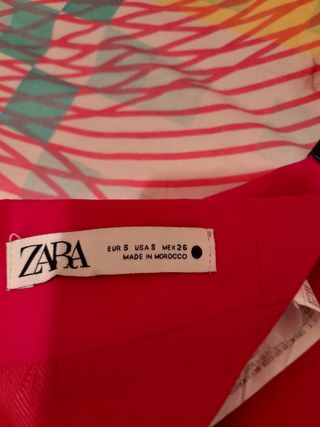 ZARA
EUR S USA S MEX 26
MADE IN MOROCCO